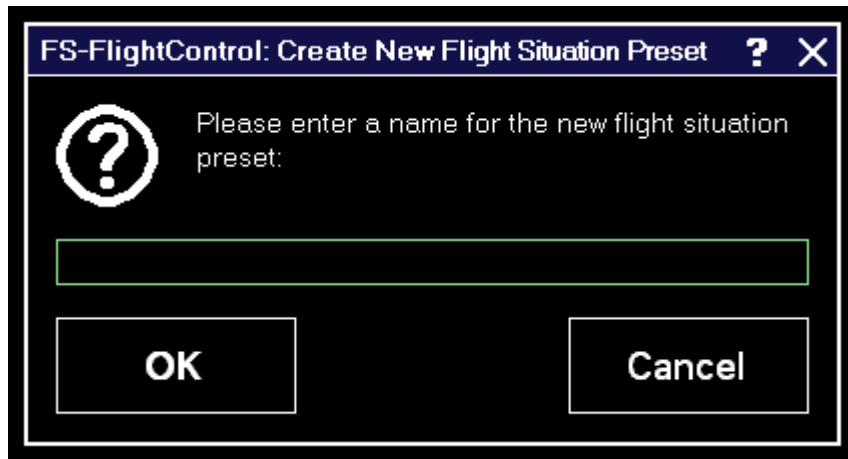 FS-FlightControl: Create New Flight Situation Preset ? X
Please enter a name for the new flight situation
preset:
OK
Cancel